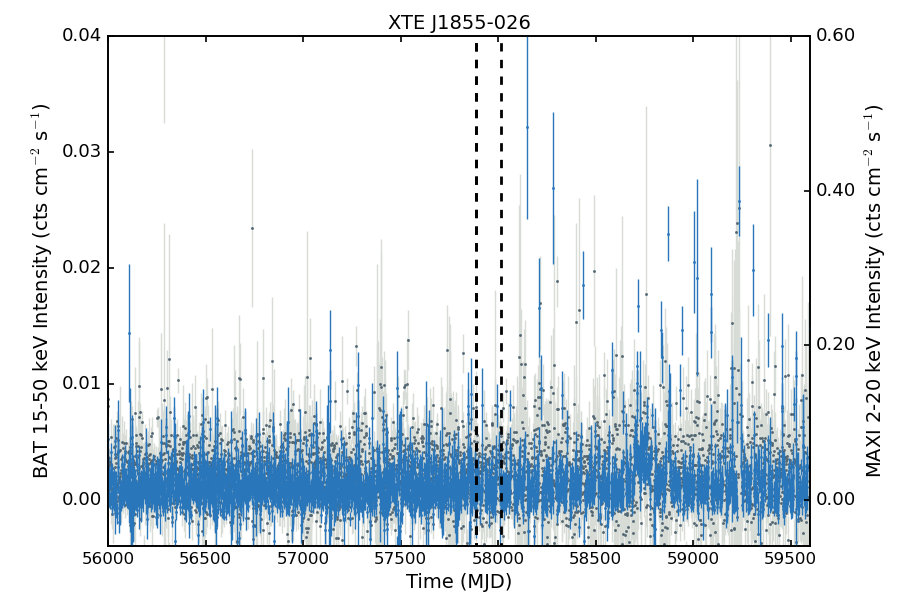 XTE J1855-026
0.04
0.03
0.02
0.01
0.00
BAT 15-50 keV Intensity (cts cm⁻² s⁻¹)
0.60
0.40
0.20
0.00
MAXI 2-20 keV Intensity (cts cm⁻² s⁻¹)
56000 56500 57000 57500 58000 58500 59000 59500
Time (MJD)